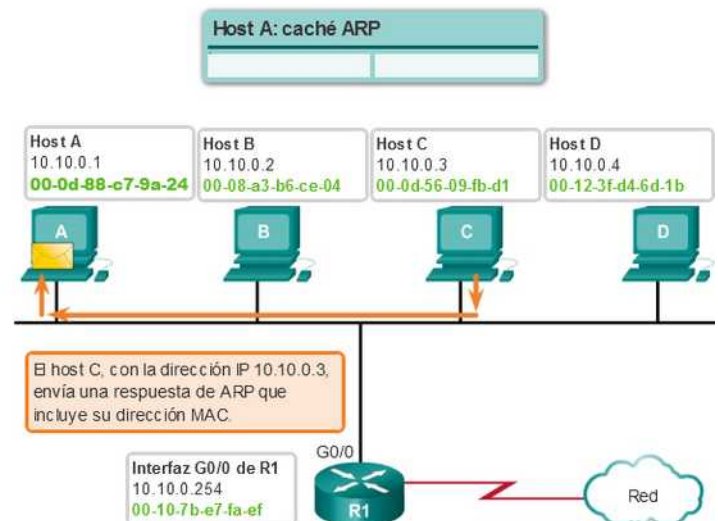 Host A: caché ARP
Host A
10.10.0.1
00-0d-88-c7-9a-24
Host B
10.10.0.2
00-08-a3-b6-ce-04
Host C
10.10.0.3
00-0d-56-09-fb-d1
Host D
10.10.0.4
00-12-3f-d4-6d-1b
A
B
C
D
El host C, con la dirección IP 10.10.0.3,
envía una respuesta de ARP que
incluye su dirección MAC.
G0/0
Interfaz G0/0 de R1
10.10.0.254
00-10-7b-e7-fa-ef
R1
Red